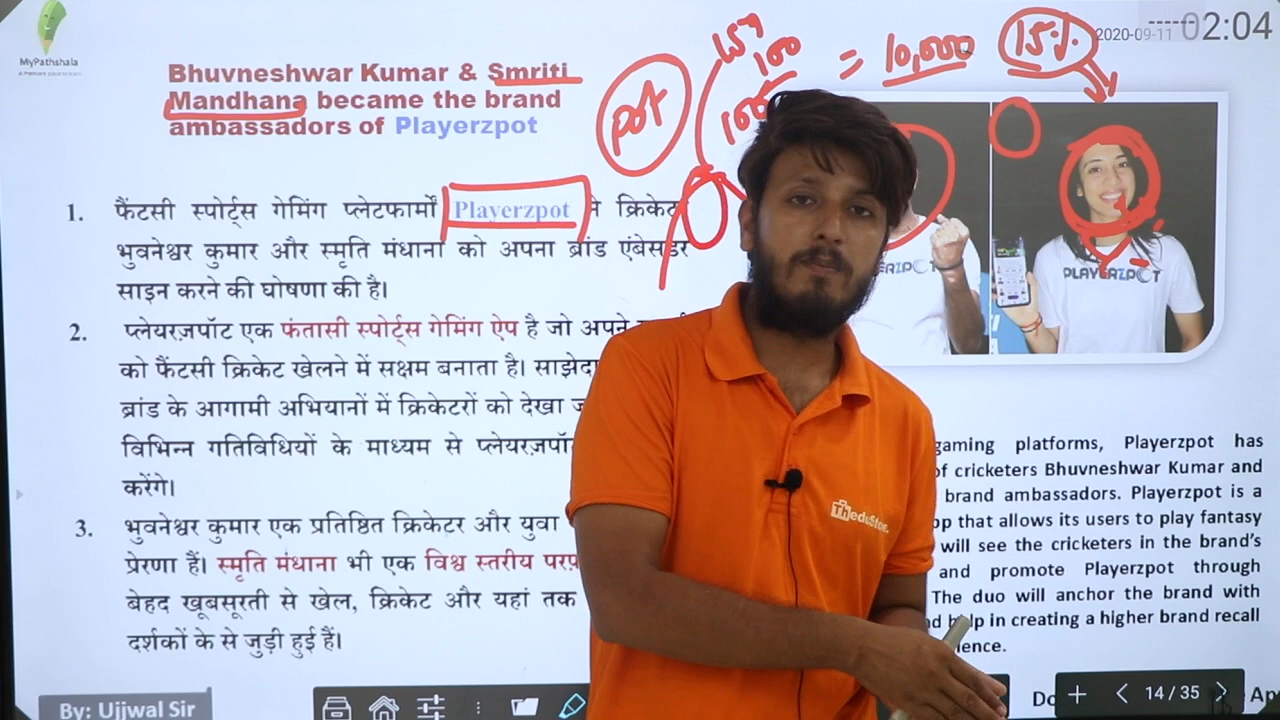 MyPathshala
2020-09-11 02:04
Bhuvneshwar Kumar & Smriti
Mandhana became the brand
ambassadors of Playerzpot
pot
100
= 10,000
15%
1. फैंटसी स्पोर्ट्स गेमिंग प्लेटफार्मों Playerzpot ने क्रिकेटर
भुवनेश्वर कुमार और स्मृति मंधाना को अपना ब्रांड एंबेसडर
साइन करने की घोषणा की है।
2. प्लेयरज़पॉट एक फंतासी स्पोर्ट्स गेमिंग ऐप है जो अपने
को फैंटसी क्रिकेट खेलने में सक्षम बनाता है।
ब्रांड के आगामी अभियानों में क्रिकेटरों को देखा
विभिन्न गतिविधियों के माध्यम से
करेंगे।
3. भुवनेश्वर कुमार एक प्रतिष्ठित क्रिकेटर और युवा
प्रेरणा हैं। स्मृति मंधाना भी एक विश्व स्तरीय
बेहद खूबसूरती से खेल, क्रिकेट और यहां तक
दर्शकों के से जुड़ी हुई हैं।
PLAYERZPOT
gaming platforms, Playerzpot has
of cricketers Bhuvneshwar Kumar and
brand ambassadors. Playerzpot is a
that allows its users to play fantasy
will see the cricketers in the brand's
and promote Playerzpot through
The duo will anchor the brand with
help in creating a higher brand recall
TheduStore
By: Ujjwal Sir
14 / 35